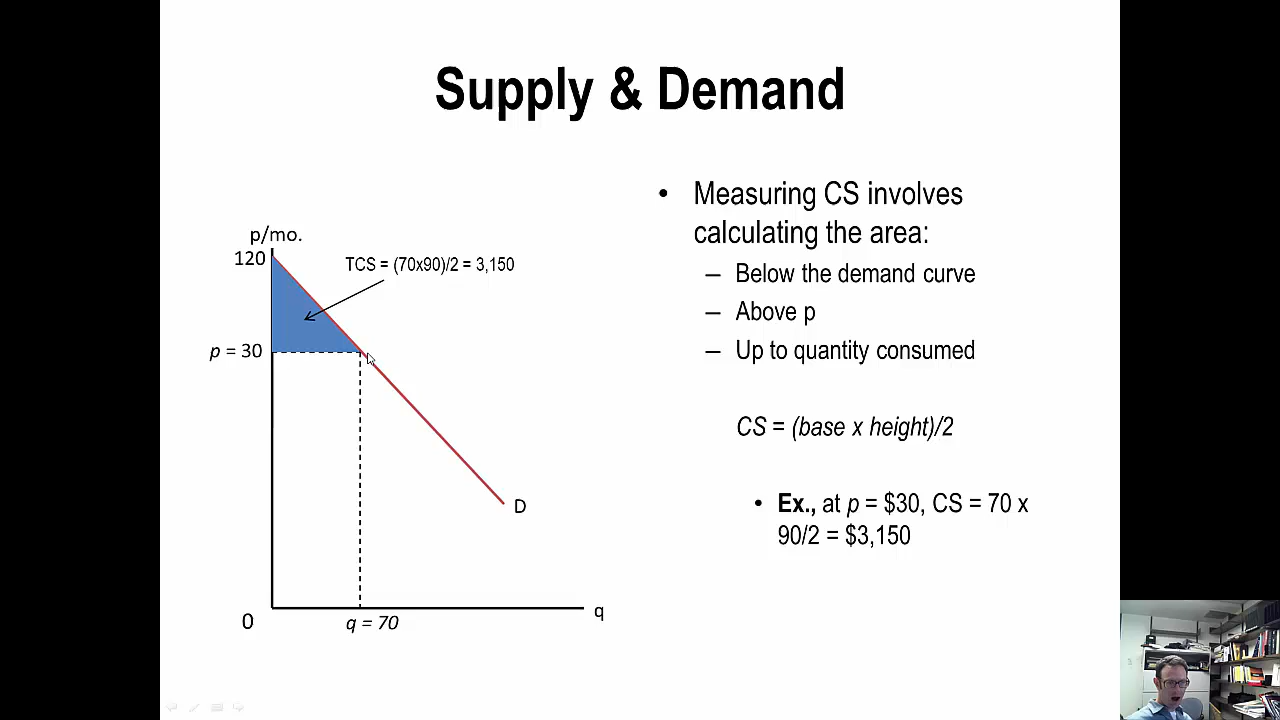 Supply & Demand
p/mo.
120
TCS = (70x90)/2 = 3,150
p = 30
D
0
q = 70
q
• Measuring CS involves
calculating the area:
– Below the demand curve
– Above p
– Up to quantity consumed
CS = (base x height)/2
• Ex., at p = $30, CS = 70 x
90/2 = $3,150